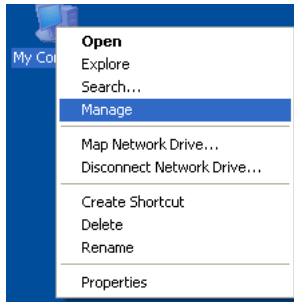 My Co
Open
Explore
Search...
Manage
Map Network Drive...
Disconnect Network Drive...
Create Shortcut
Delete
Rename
Properties